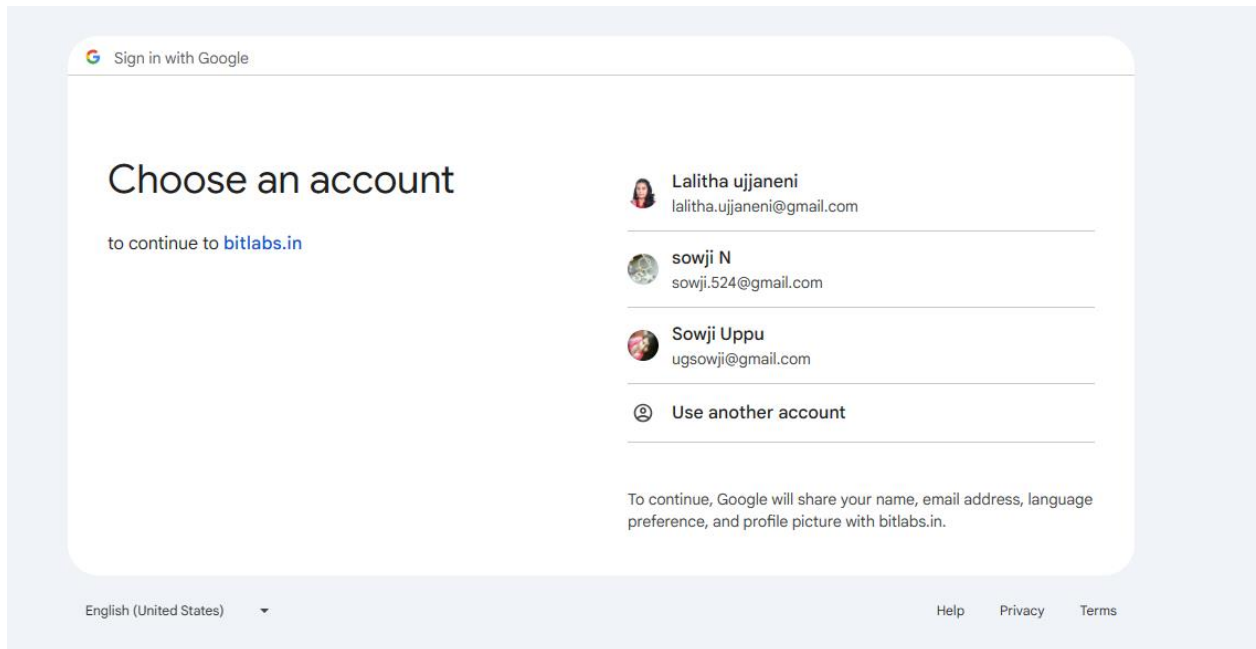 Sign in with Google
Choose an account
to continue to bitlabs.in
Lalitha ujjaneni
lalitha.ujjaneni@gmail.com
sowji N
sowji.524@gmail.com
Sowji Uppu
ugsowji@gmail.com
Use another account
To continue, Google will share your name, email address, language
preference, and profile picture with bitlabs.in.
English (United States)
Help Privacy Terms